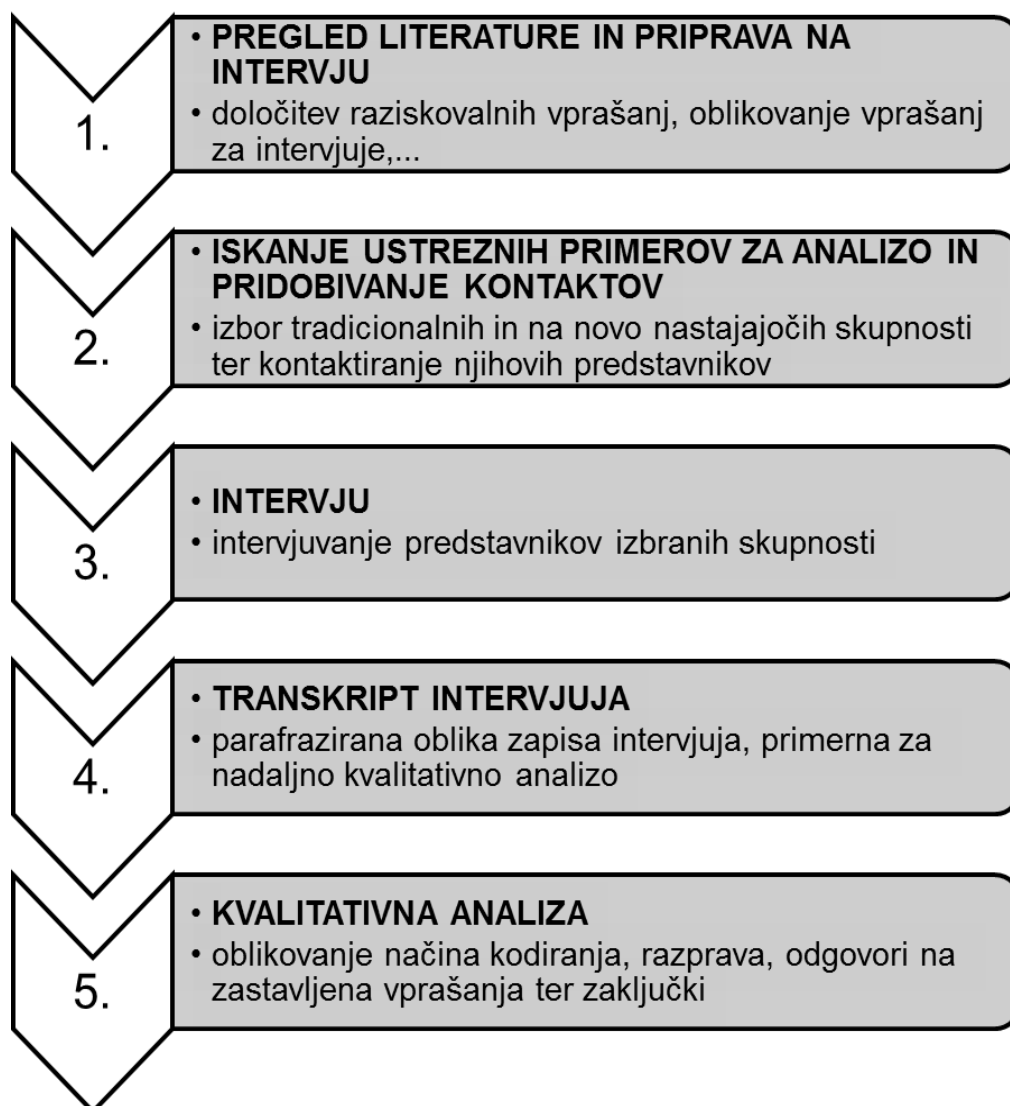 1.
• PREGLED LITERATURE IN PRIPRAVA NA
INTERVJU
• določitev raziskovalnih vprašanj, oblikovanje vprašanj
za intervjuje,...
2.
• ISKANJE USTREZNIH PRIMEROV ZA ANALIZO IN
PRIDOBIVANJE KONTAKTOV
• izbor tradicionalnih in na novo nastajajočih skupnosti
ter kontaktiranje njihovih predstavnikov
3.
• INTERVJU
• intervjuvanje predstavnikov izbranih skupnosti
4.
• TRANSKRIPT INTERVJUJA
• parafrazirana oblika zapisa intervjuja, primerna za
nadaljno kvalitativno analizo
5.
• KVALITATIVNA ANALIZA
• oblikovanje načina kodiranja, razprava, odgovori na
zastavljena vprašanja ter zaključki